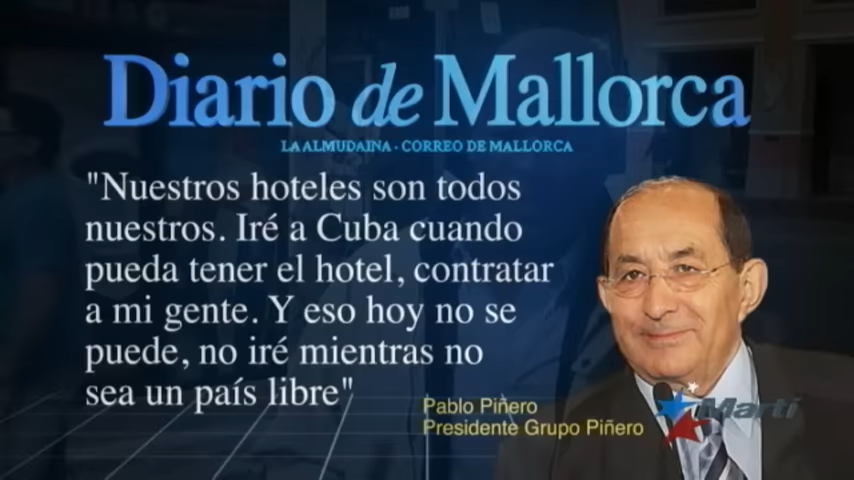 Diario de Mallorca
LA ALMUDAINA · CORREO DE MALLORCA
"Nuestros hoteles son todos
nuestros. Iré a Cuba cuando
pueda tener el hotel, contratar
a mi gente. Y eso hoy no se
puede, no iré mientras no
sea un país libre"
Pablo Piñero
Presidente Grupo Piñero
Martí